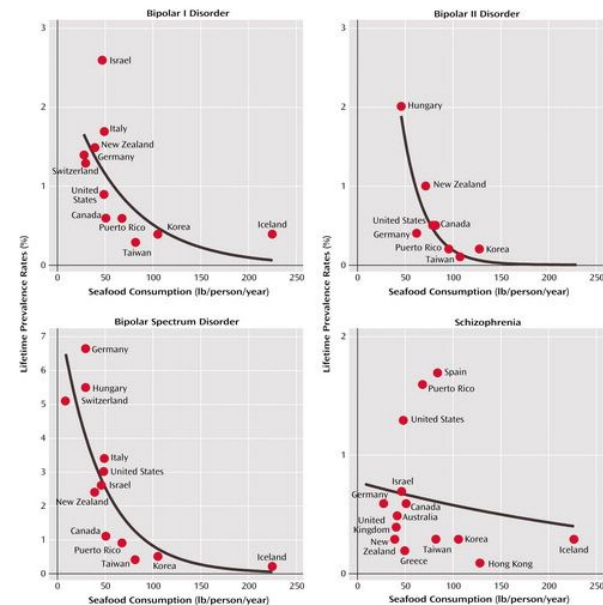 Bipolar I Disorder
3
2
1
0
Israel
Italy
New Zealand
Germany
Switzerland
United
States
Canada
Puerto Rico
Korea
Taiwan
Iceland
0 50 100 150 200 250
Seafood Consumption (lb/person/year)
Lifetime Prevalence Rates (%)
Bipolar II Disorder
3
2
1
0
Hungary
New Zealand
United States
Canada
Germany
Puerto Rico
Korea
Taiwan
0 50 100 150 200 250
Seafood Consumption (lb/person/year)
Lifetime Prevalence Rates (%)
Bipolar Spectrum Disorder
7
6
5
4
3
2
1
0
Germany
Hungary
Switzerland
Italy
United States
Israel
New Zealand
Canada
Puerto Rico
Taiwan
Korea
Iceland
0 50 100 150 200 250
Seafood Consumption (lb/person/year)
Schizophrenia
2
1
0
Spain
Puerto Rico
United States
Israel
Germany
Canada
Australia
United
Kingdom
New
Zealand
Greece
Taiwan
Korea
Hong Kong
Iceland
0 50 100 150 200 250
Seafood Consumption (lb/person/year)